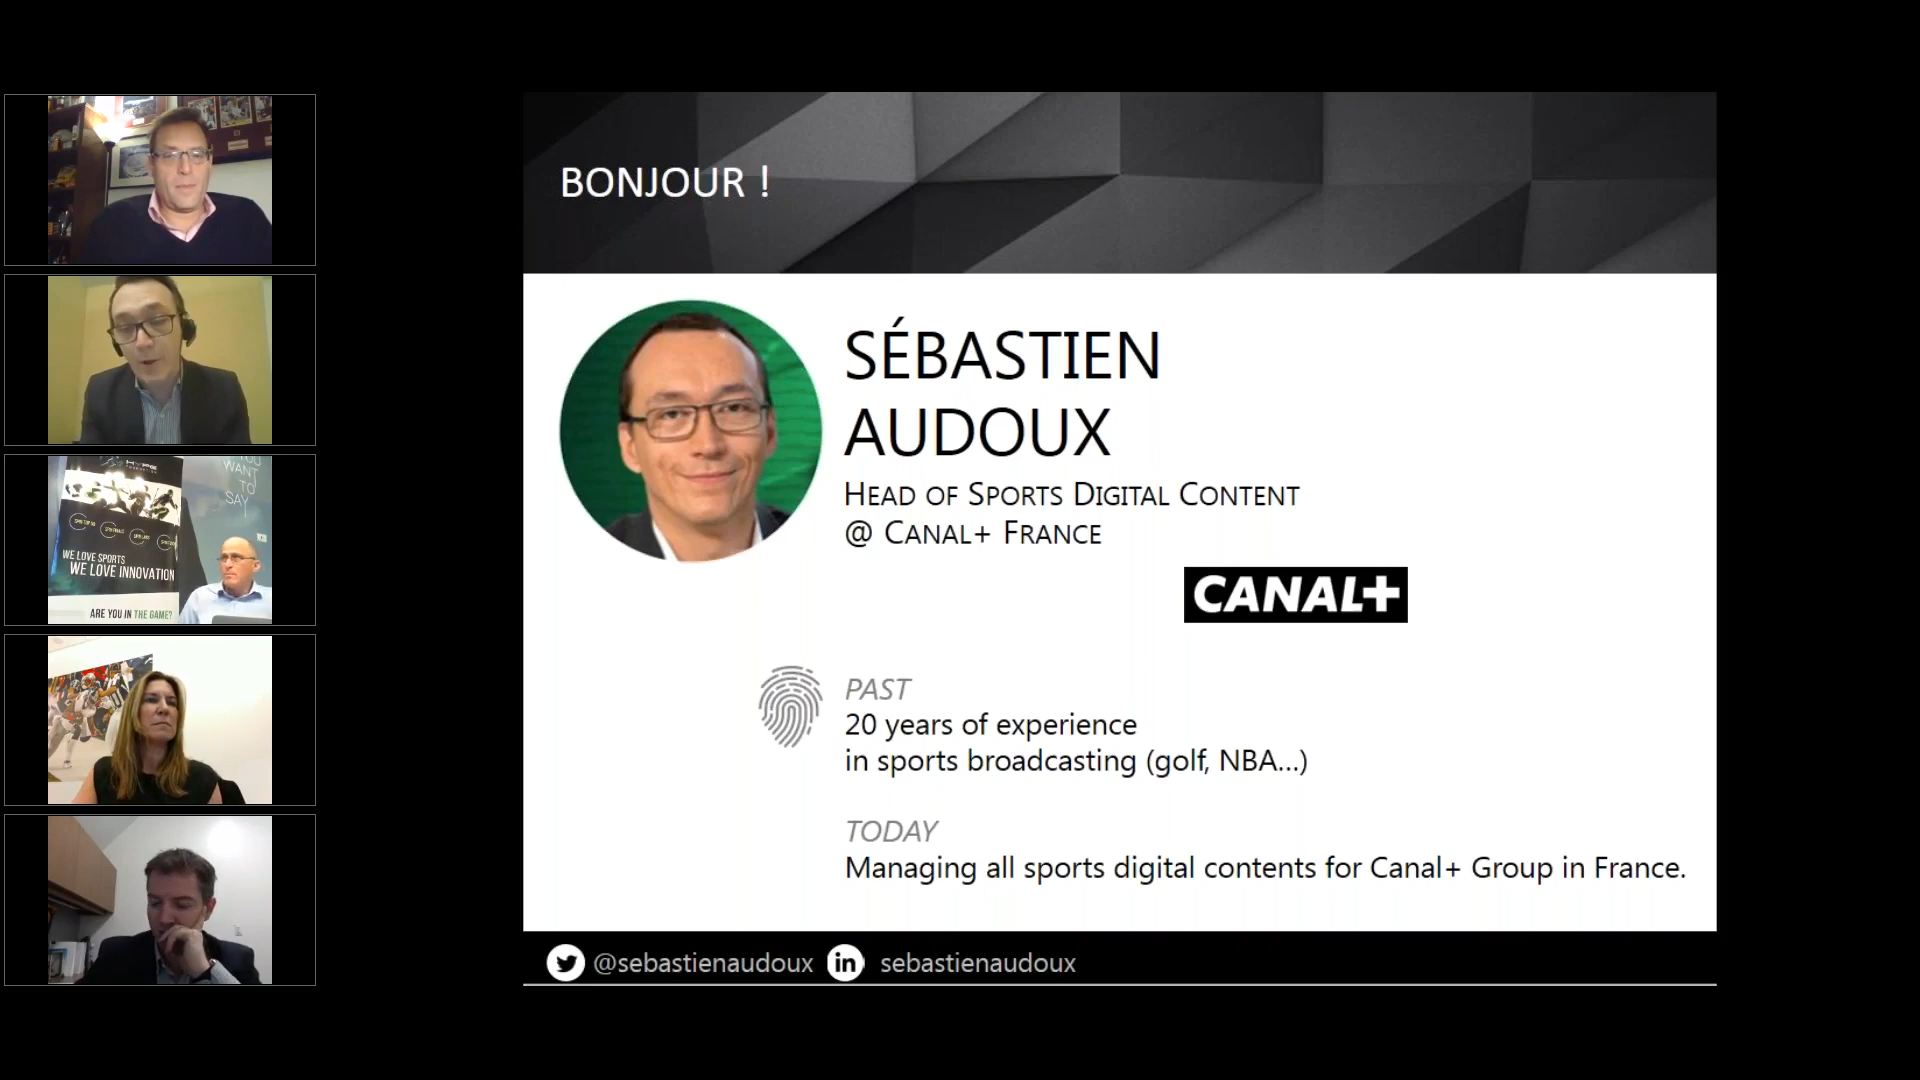 YOU
WANT
TO
SAY
WE LOVE SPORTS
WE LOVE INNOVATION
ARE YOU IN THE GAME?
BONJOUR !
SÉBASTIEN
AUDOUX
HEAD OF SPORTS DIGITAL CONTENT
@ CANAL+ FRANCE
CANAL+
PAST
20 years of experience
in sports broadcasting (golf, NBA...)
TODAY
Managing all sports digital contents for Canal+ Group in France.
@sebastienaudoux in sebastienaudoux